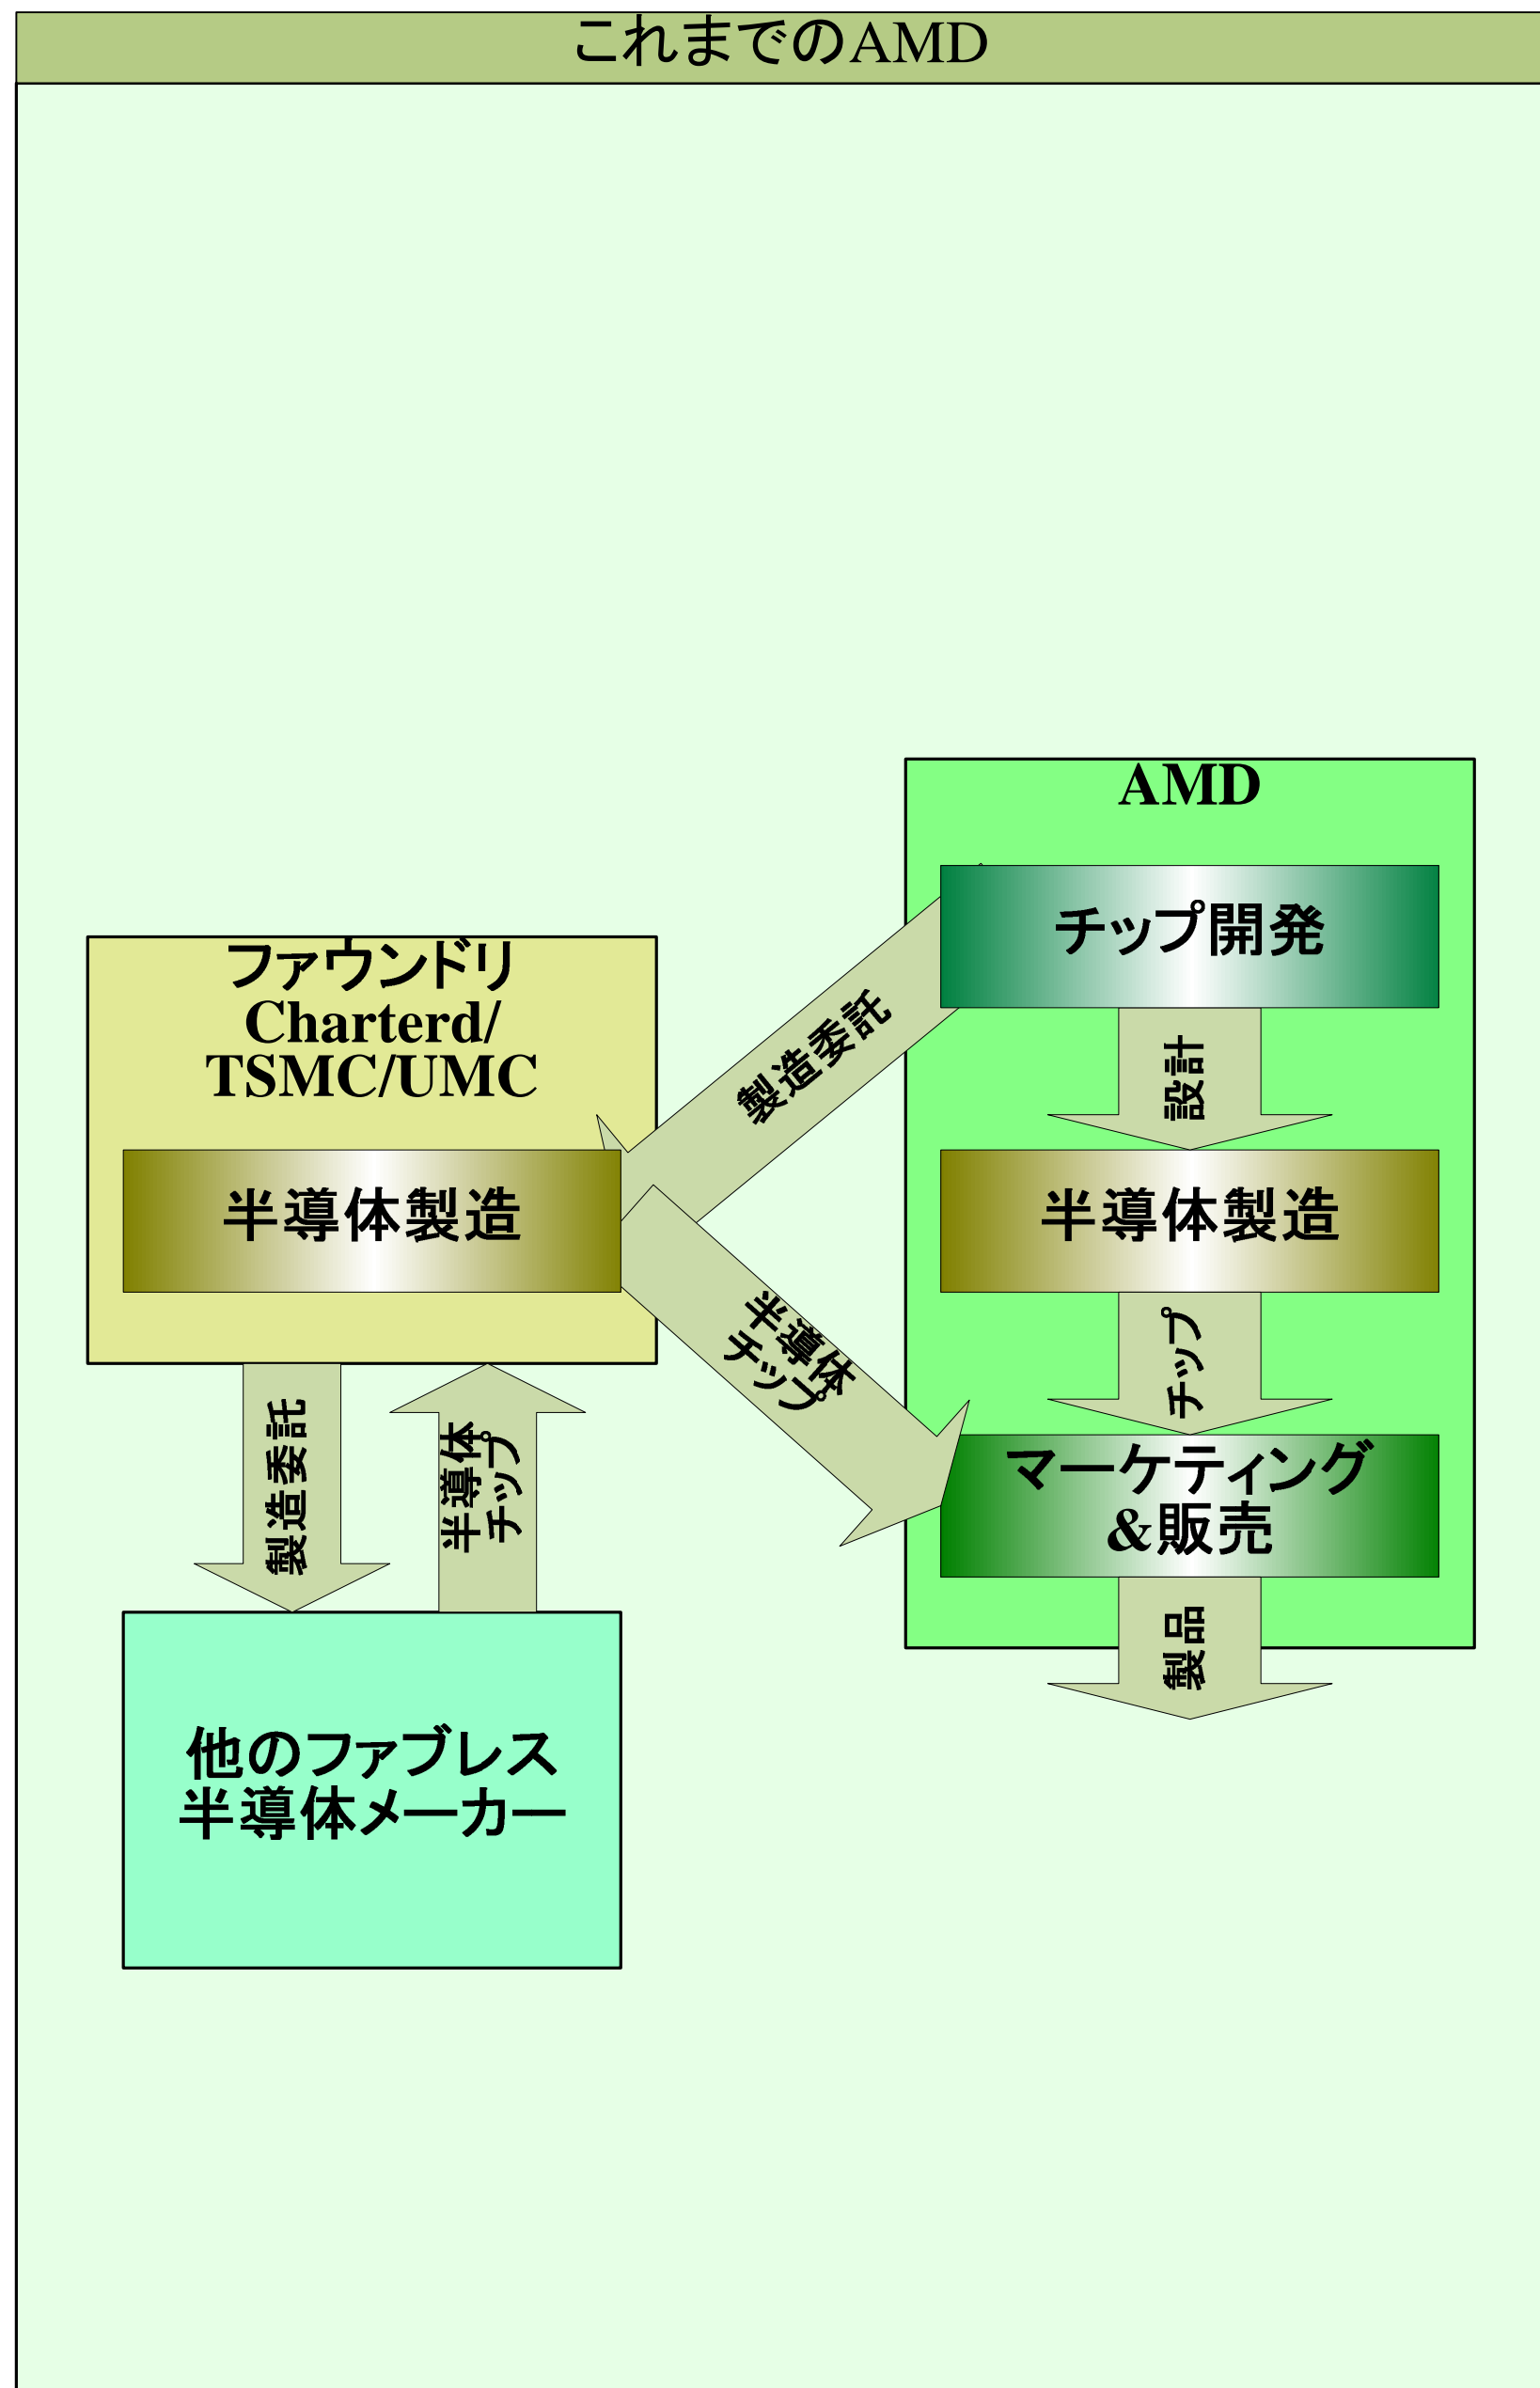 これまでのAMD
AMD
チップ開発
設計
半導体製造
チップ
マーケティング
&販売
製品
製造委託
半導体
チップ
ファウンドリ
Charterd/
TSMC/UMC
半導体製造
製造委託
半導体
チップ
他のファブレス
半導体メーカー